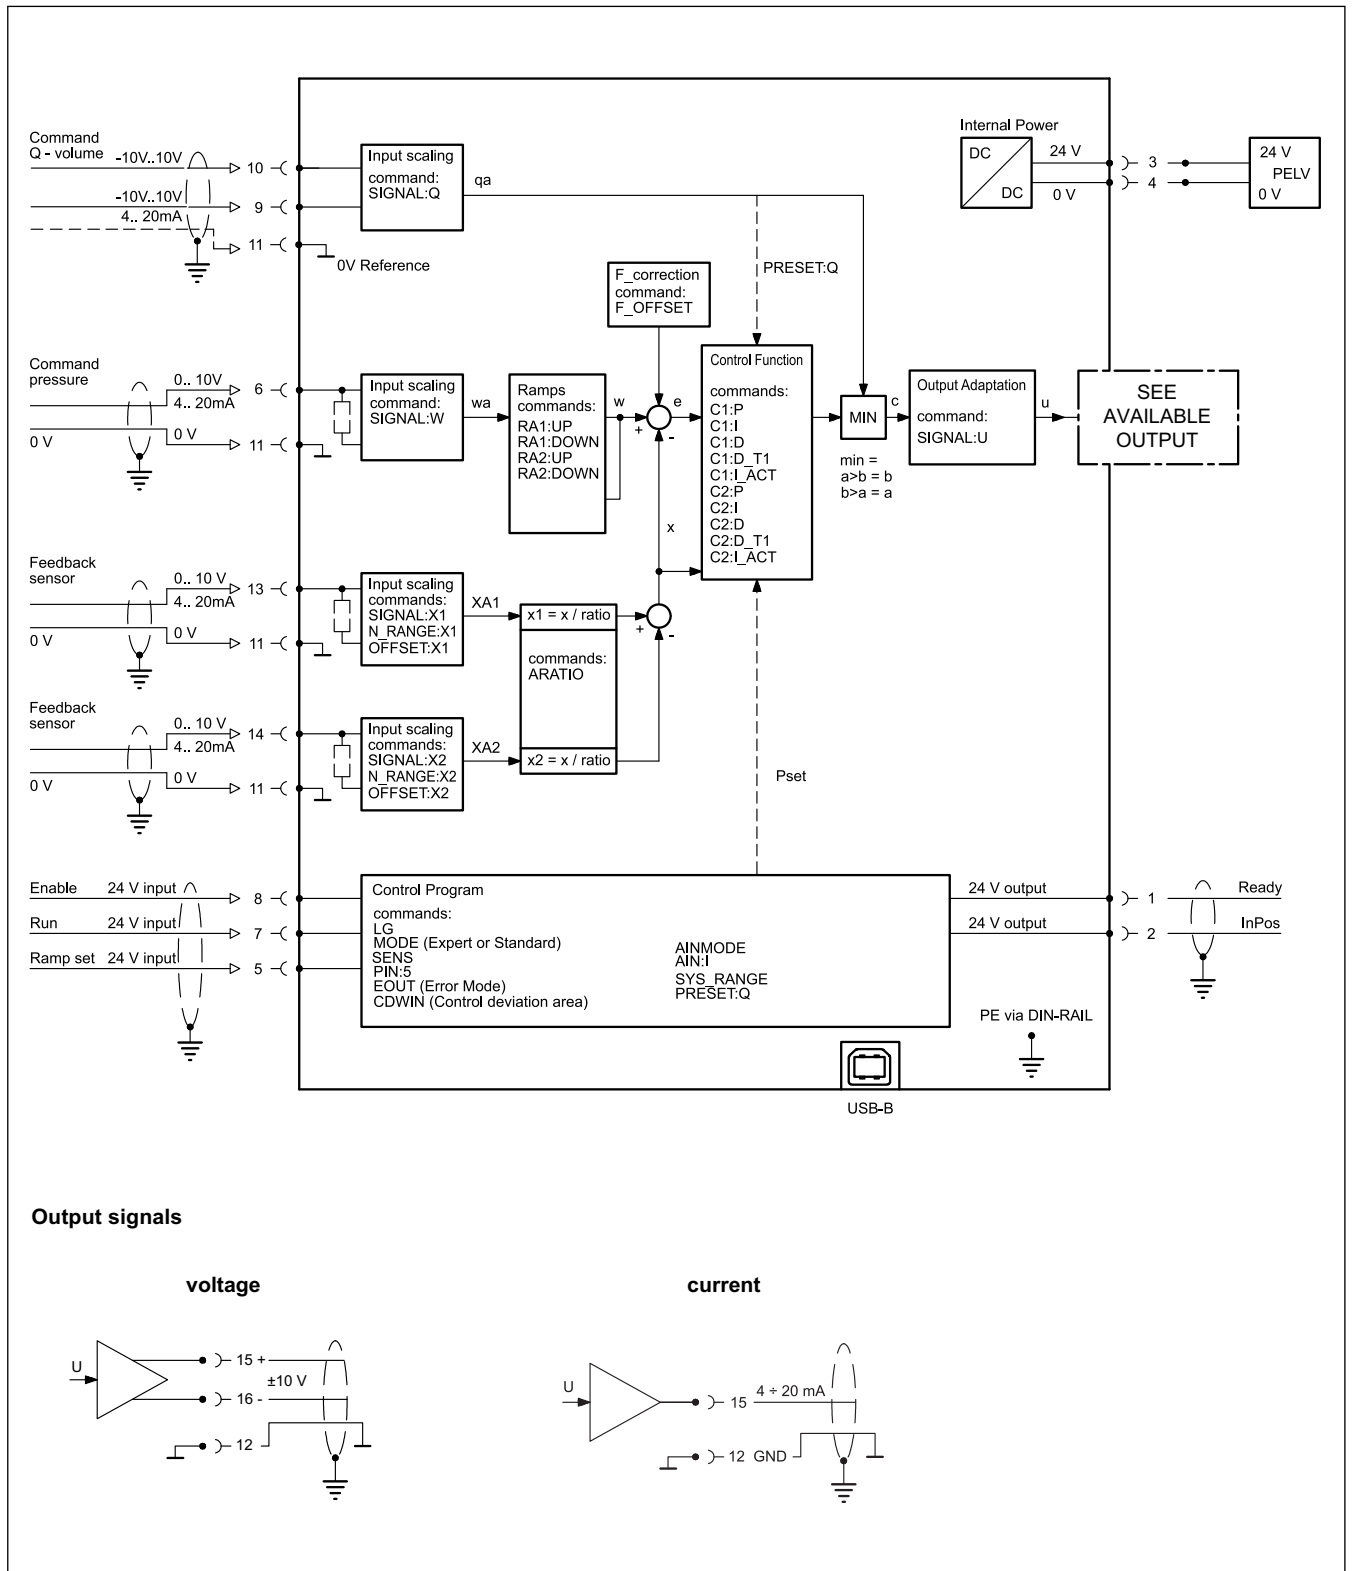 Command
Q - volume
-10V..10V
10
-10V..10V
9
4.. 20mA
11
0V Reference
Input scaling
command:
SIGNAL:Q
qa
PRESET:Q
Internal Power
DC
DC
24 V
0 V
3
4
24 V
PELV
0 V
F_correction
command:
F_OFFSET
Command
pressure
0.. 10V
6
4.. 20mA
0 V
0 V
11
Input scaling
command:
SIGNAL:W
wa
Ramps
commands:
RA1:UP
RA1:DOWN
RA2:UP
RA2:DOWN
w
+
-
e
x
Control Function
commands:
C1:P
C1:I
C1:D
C1:D_T1
C1:I_ACT
C2:P
C2:I
C2:D
C2:D_T1
C2:I_ACT
MIN
min =
a>b = b
b>a = a
c
Output Adaptation
command:
SIGNAL:U
u
SEE
AVAILABLE
OUTPUT
Feedback
sensor
0.. 10 V
13
4.. 20mA
0 V
0 V
11
Input scaling
commands:
SIGNAL:X1
N_RANGE:X1
OFFSET:X1
XA1
x1 = x / ratio
commands:
ARATIO
x2 = x / ratio
+
-
Feedback
sensor
0.. 10 V
14
4.. 20mA
0 V
0 V
11
Input scaling
commands:
SIGNAL:X2
N_RANGE:X2
OFFSET:X2
XA2
Pset
Enable 24 V input 8
Run 24 V input 7
Ramp set 24 V input 5
Control Program
commands:
LG
MODE (Expert or Standard)
SENS
PIN:5
EOUT (Error Mode)
CDWIN (Control deviation area)
AINMODE
AIN:I
SYS_RANGE
PRESET:Q
24 V output 1 Ready
24 V output 2 InPos
PE via DIN-RAIL
USB-B
Output signals
voltage
U
15 +
±10 V
16 -
12
current
U
15 4 ÷ 20 mA
12 GND